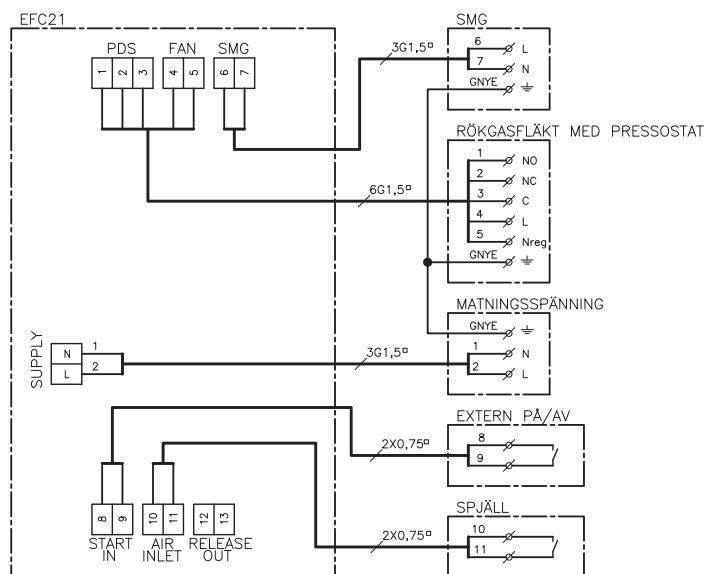 EFC21
PDS FAN SMG
1 2 3 4 5 6 7
SMG
3G1,5¤
6 L
7 N
GNYE
RÖKGASFLÄKT MED PRESSOSTAT
6G1,5¤
1 NO
2 NC
3 C
4 L
5 Nreg
GNYE
MATNINGSSPÄNNING
GNYE
SUPPLY
N 1
L 2
3G1,5¤
1 N
2 L
EXTERN PÅ/AV
2X0,75¤
8
9
8 9 10 11 12 13
START IN
AIR INLET
RELEASE OUT
SPJÄLL
2X0,75¤
10
11